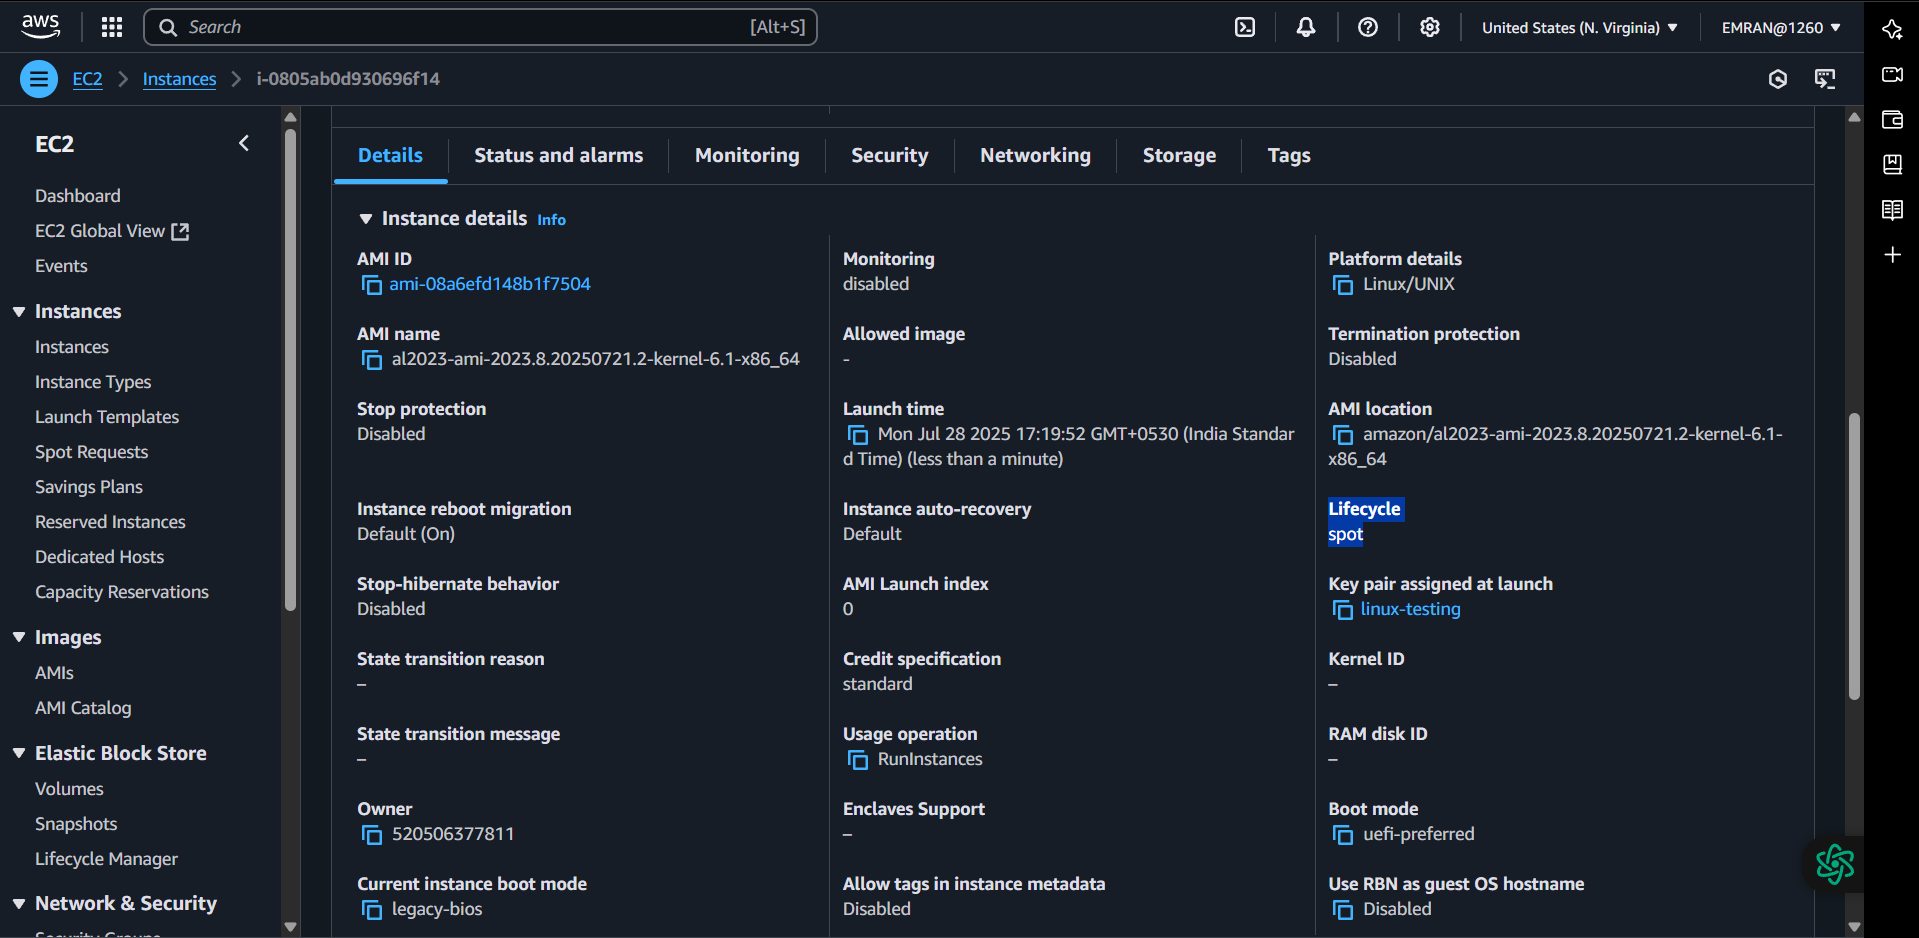 aws
Search [Alt+S]
United States (N. Virginia)
EMRAN@1260
EC2
Instances
i-0805ab0d930696f14
EC2
Dashboard
EC2 Global View
Events
Instances
Instances
Instance Types
Launch Templates
Spot Requests
Savings Plans
Reserved Instances
Dedicated Hosts
Capacity Reservations
Images
AMIs
AMI Catalog
Elastic Block Store
Volumes
Snapshots
Lifecycle Manager
Network & Security
Security Groups
Details
Status and alarms
Monitoring
Security
Networking
Storage
Tags
Instance details Info
AMI ID
ami-08a6efd148b1f7504
Monitoring
disabled
Platform details
Linux/UNIX
AMI name
al2023-ami-2023.8.20250721.2-kernel-6.1-x86_64
Allowed image
-
Termination protection
Disabled
Stop protection
Disabled
Launch time
Mon Jul 28 2025 17:19:52 GMT+0530 (India Standar
d Time) (less than a minute)
AMI location
amazon/al2023-ami-2023.8.20250721.2-kernel-6.1-
x86_64
Instance reboot migration
Default (On)
Instance auto-recovery
Default
Lifecycle
spot
Stop-hibernate behavior
Disabled
AMI Launch index
0
Key pair assigned at launch
linux-testing
State transition reason
–
Credit specification
standard
Kernel ID
–
State transition message
–
Usage operation
RunInstances
RAM disk ID
–
Owner
520506377811
Enclaves Support
–
Boot mode
uefi-preferred
Current instance boot mode
legacy-bios
Allow tags in instance metadata
Disabled
Use RBN as guest OS hostname
Disabled